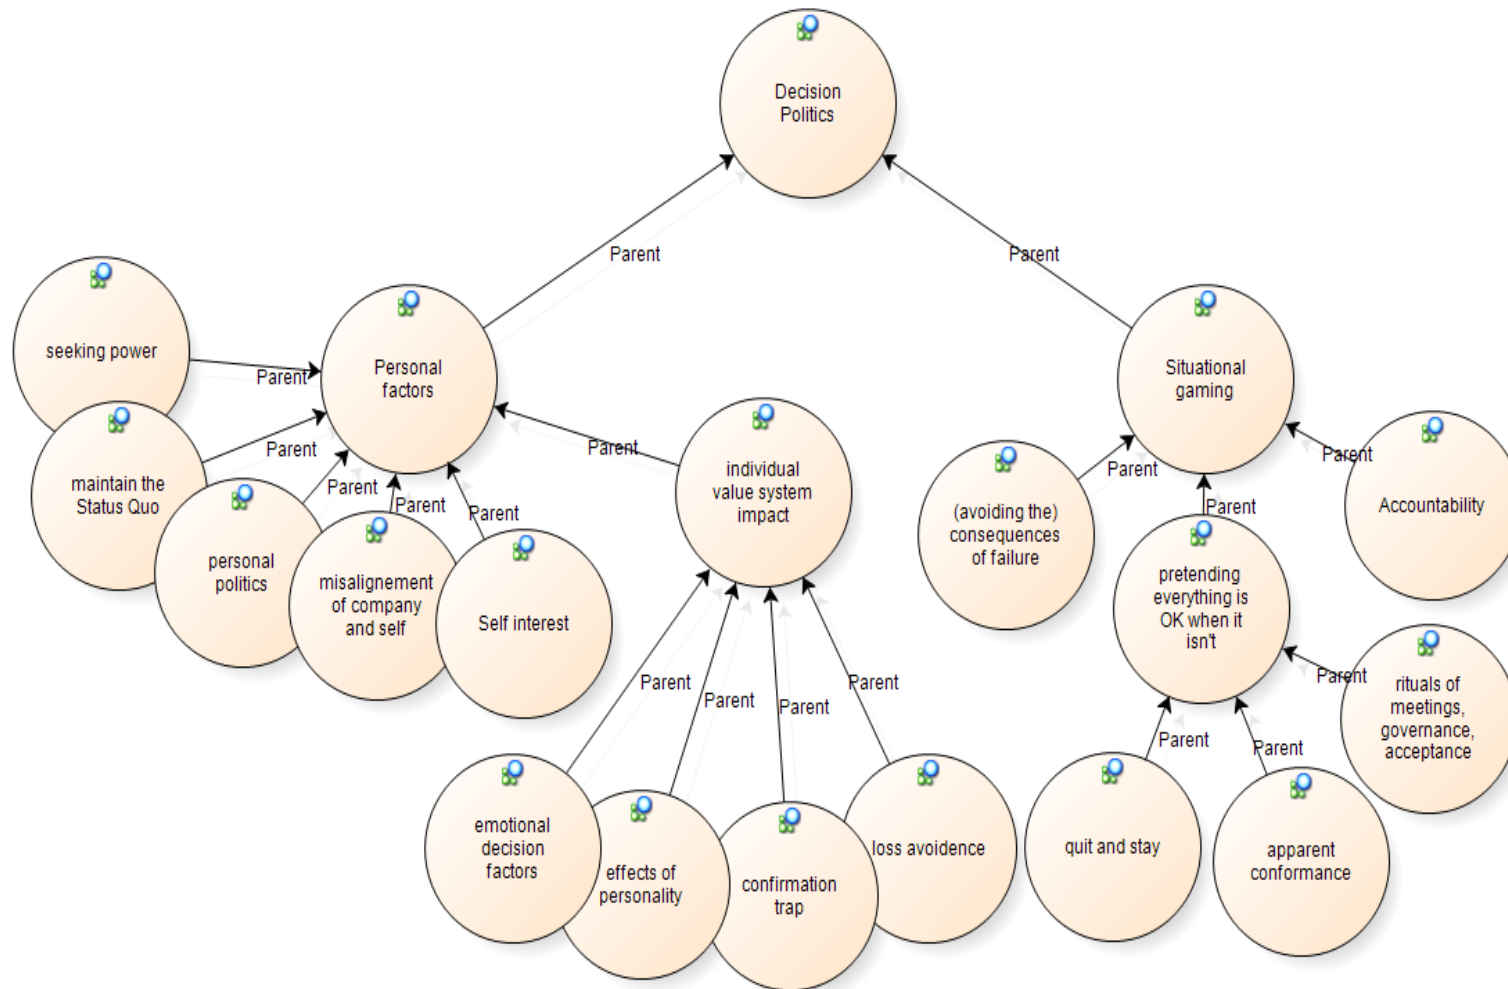 Decision
Politics
Parent
Parent
seeking power
Parent
Personal
factors
Situational
gaming
maintain the
Status Quo
Parent
Parent
individual
value system
impact
Parent
Parent
Accountability
personal
politics
Parent
misalignement
of company
and self
Parent
Self interest
Parent
(avoiding the)
consequences
of failure
Parent
pretending
everything is
OK when it
isn't
Parent
Parent
Parent
Parent
Parent
rituals of
meetings,
governance,
acceptance
Parent
Parent
emotional
decision
factors
effects of
personality
confirmation
trap
loss avoidence
quit and stay
apparent
conformance